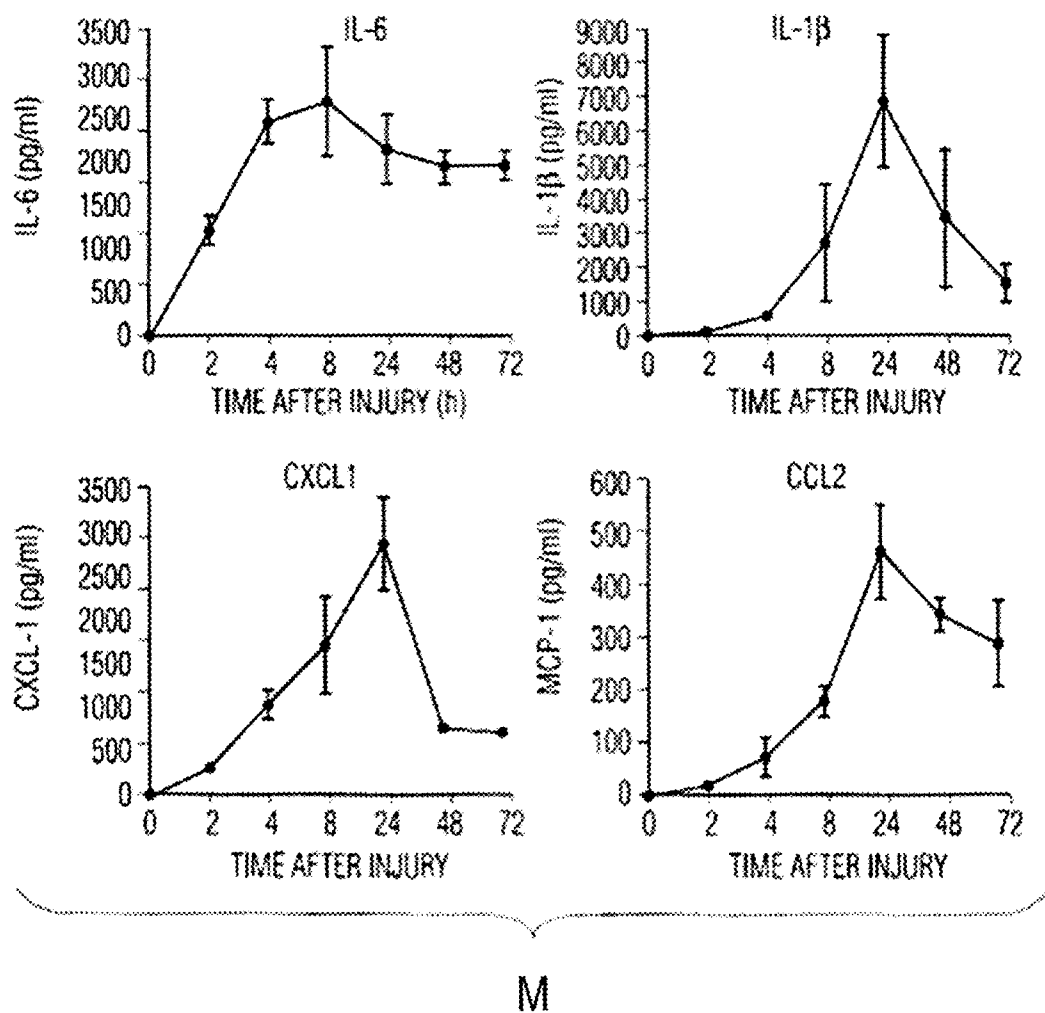 IL-6
IL-6 (pg/ml)
3500
3000
2500
2000
1500
1000
500
0
0 2 4 8 24 48 72
TIME AFTER INJURY (h)
IL-1β
IL-1β (pg/ml)
9000
8000
7000
6000
5000
4000
3000
2000
1000
0
0 2 4 8 24 48 72
TIME AFTER INJURY
CXCL1
CXCL-1 (pg/ml)
3500
3000
2500
2000
1500
1000
500
0
0 2 4 8 24 48 72
TIME AFTER INJURY
CCL2
MCP-1 (pg/ml)
600
500
400
300
200
100
0
0 2 4 8 24 48 72
TIME AFTER INJURY
M